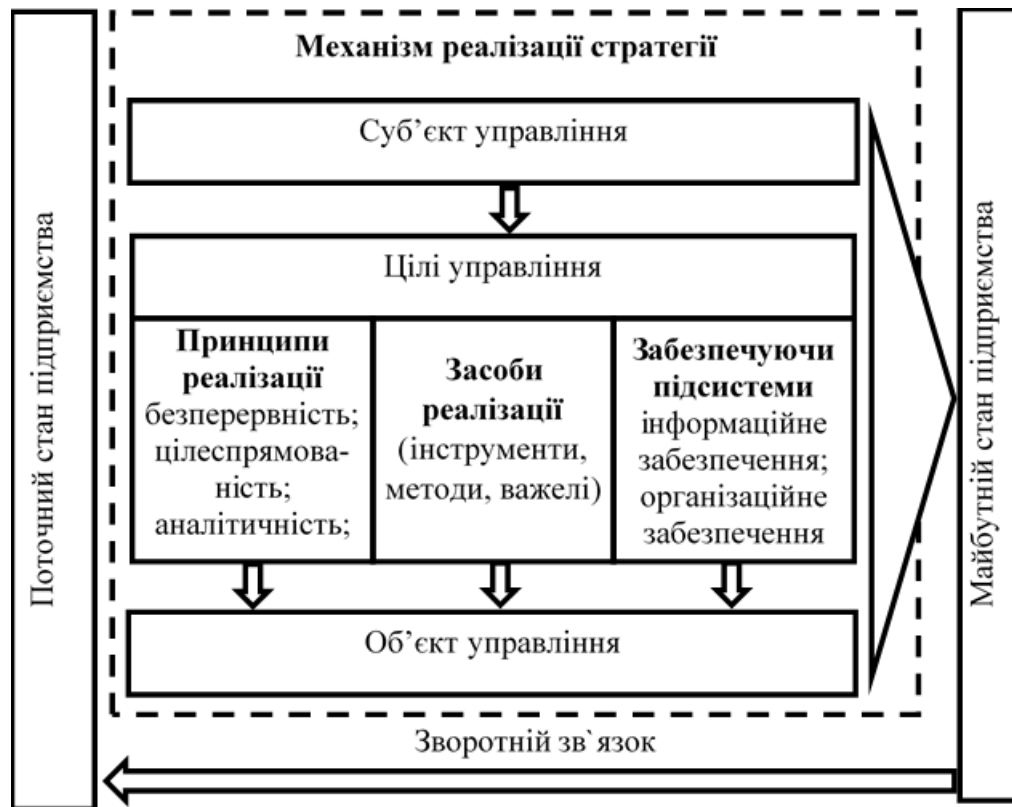 Поточний стан підприємства
Механізм реалізації стратегії
Суб’єкт управління
Цілі управління
Принципи
реалізації
безперервність;
цілеспрямова-
ність;
аналітичність;
Засоби
реалізації
(інструменти,
методи, важелі)
Забезпечуючи
підсистеми
інформаційне
забезпечення;
організаційне
забезпечення
Об’єкт управління
Майбутній стан підприємства
Зворотній зв`язок